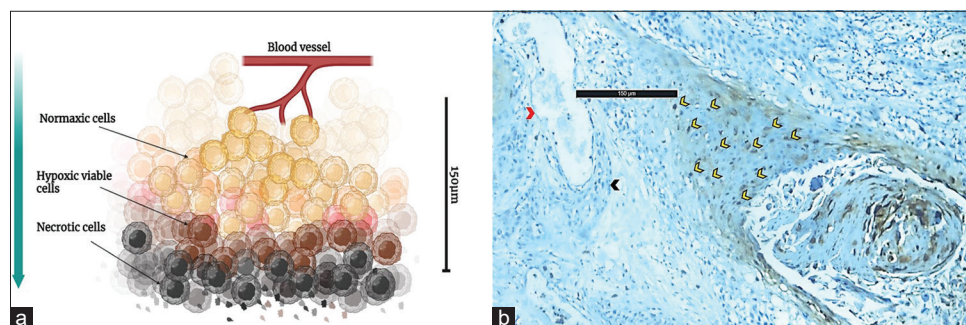 Blood vessel
Normaxic cells
Hypoxic viable
cells
Necrotic cells
150µm
a
150 µm
b